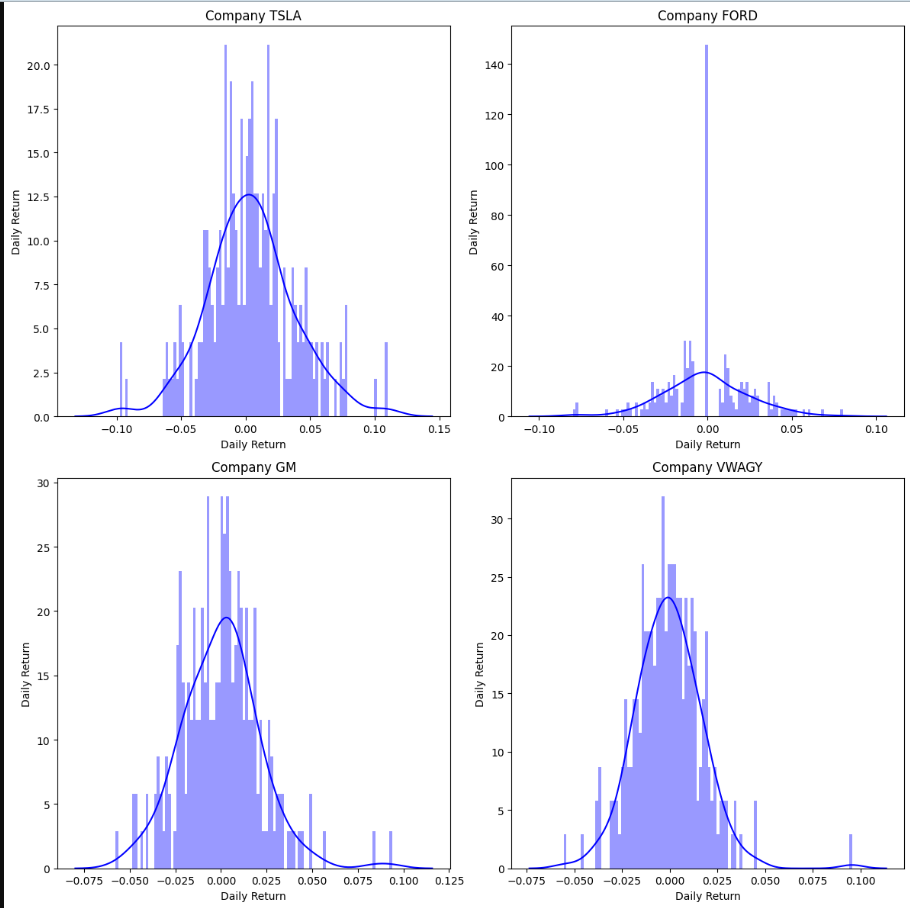 Company TSLA
Daily Return
20.0
17.5
15.0
12.5
10.0
7.5
5.0
2.5
0.0
−0.10 −0.05 0.00 0.05 0.10 0.15
Daily Return
Company FORD
Daily Return
140
120
100
80
60
40
20
0
−0.10 −0.05 0.00 0.05 0.10
Daily Return
Company GM
Daily Return
30
25
20
15
10
5
0
−0.075 −0.050 −0.025 0.000 0.025 0.050 0.075 0.100 0.125
Daily Return
Company VWAGY
Daily Return
30
25
20
15
10
5
0
−0.075 −0.050 −0.025 0.000 0.025 0.050 0.075 0.100
Daily Return